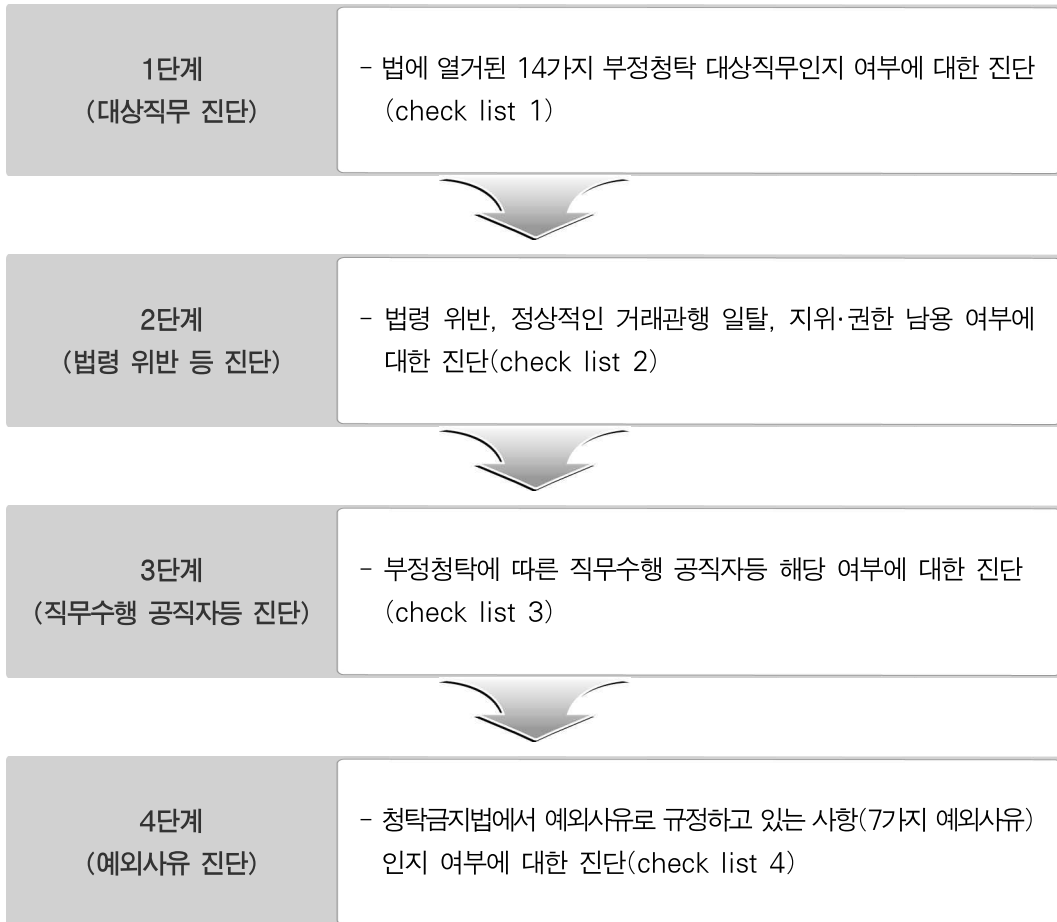 1단계
(대상직무 진단)
- 법에 열거된 14가지 부정청탁 대상직무인지 여부에 대한 진단
(check list 1)
2단계
(법령 위반 등 진단)
- 법령 위반, 정상적인 거래관행 일탈, 지위·권한 남용 여부에
대한 진단(check list 2)
3단계
(직무수행 공직자등 진단)
- 부정청탁에 따른 직무수행 공직자등 해당 여부에 대한 진단
(check list 3)
4단계
(예외사유 진단)
- 청탁금지법에서 예외사유로 규정하고 있는 사항(7가지 예외사유)
인지 여부에 대한 진단(check list 4)